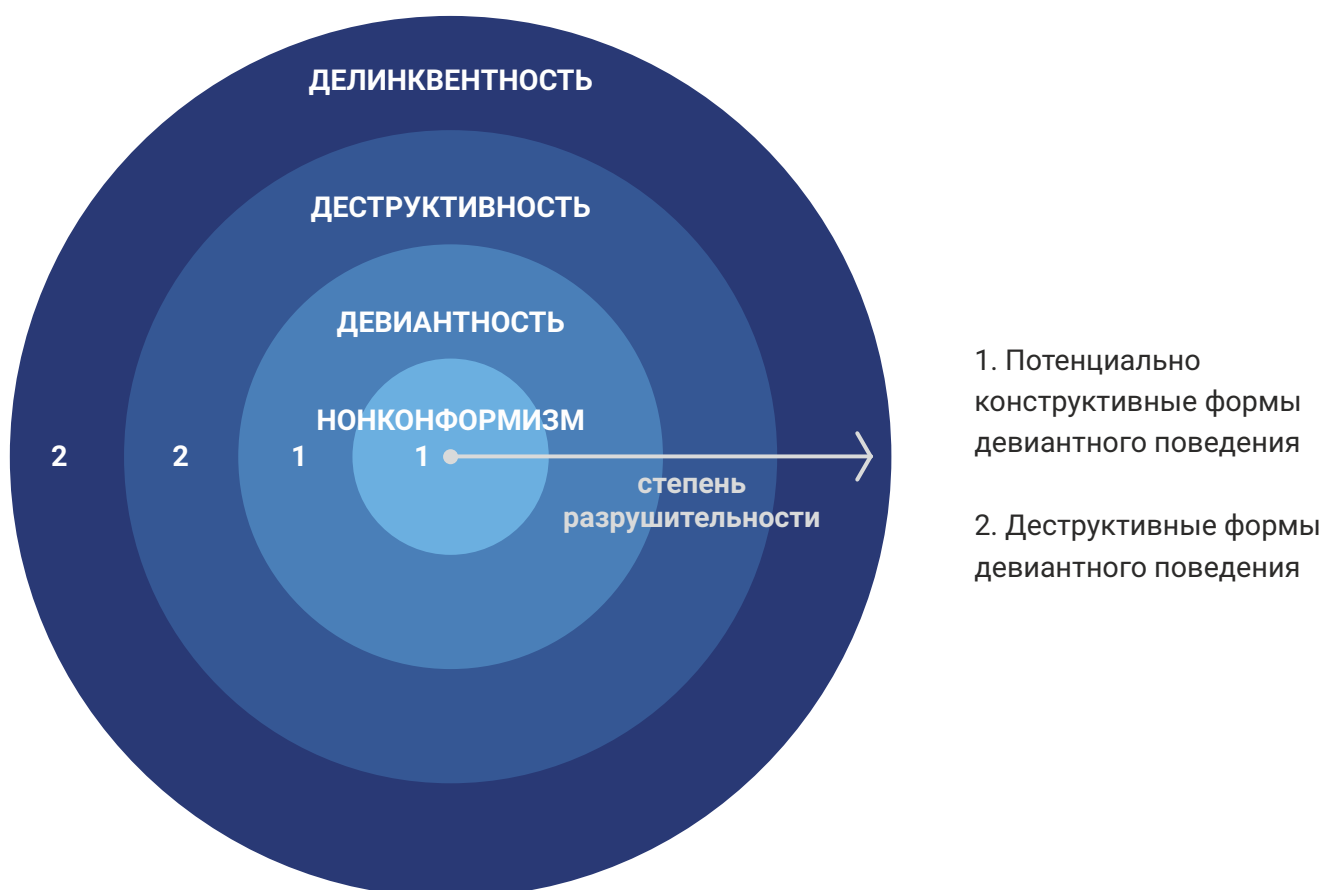 ДЕЛИНКВЕНТНОСТЬ
ДЕСТРУКТИВНОСТЬ
ДЕВИАНТНОСТЬ
НОНКОНФОРМИЗМ
2 2 1 1
степень
разрушительности
1. Потенциально
конструктивные формы
девиантного поведения
2. Деструктивные формы
девиантного поведения